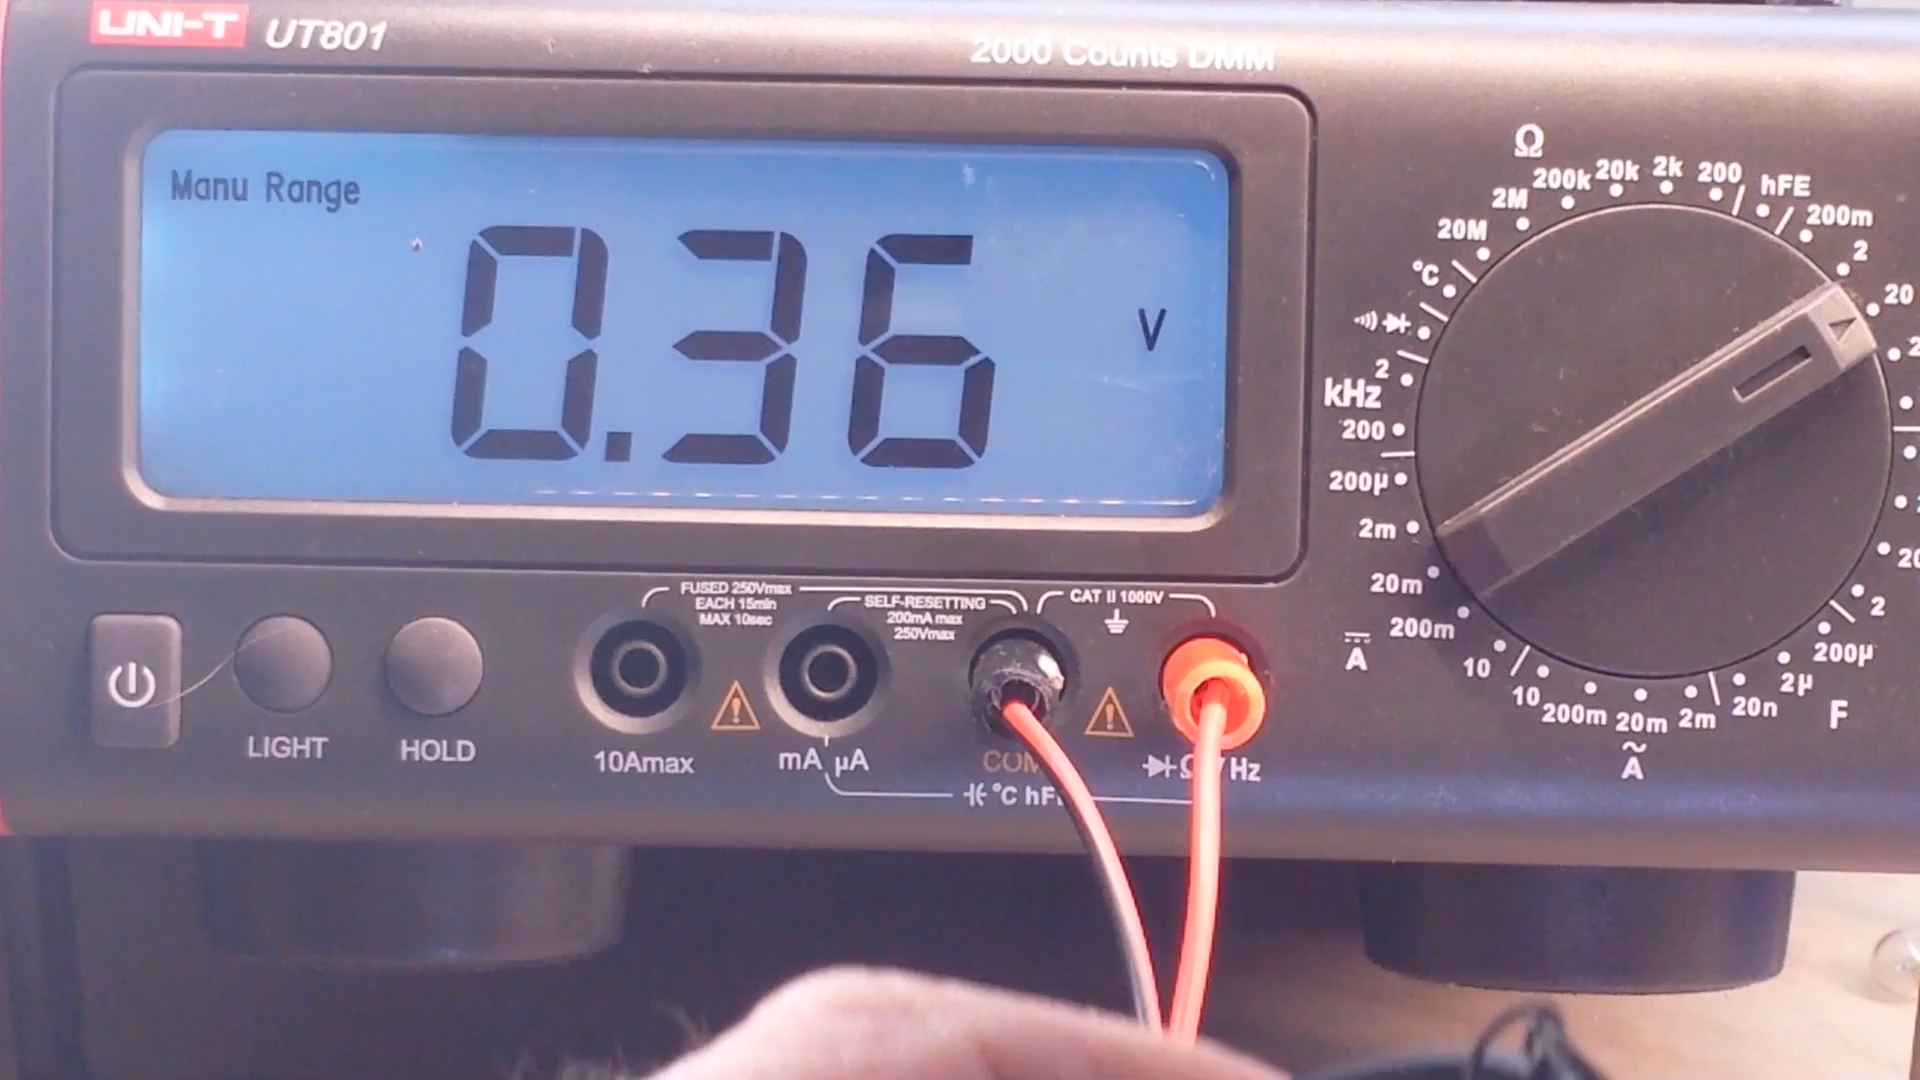 UNI-T UT801
2000 Counts DMM
Manu Range
0.36 V
Ω
200k 20k 2k 200 hFE
2M 200m
20M 2
°C 20
2
kHz
200
200µ
2m
20m
200m
A
10
10
200m
20m
2m
20n
2µ
200µ
2
F
A
FUSED 250Vmax
EACH 15min
MAX 10sec
SELF-RESETTING
200mA max
250Vmax
CAT II 1000V
LIGHT
HOLD
10Amax
mA µA
COM
Hz
°C